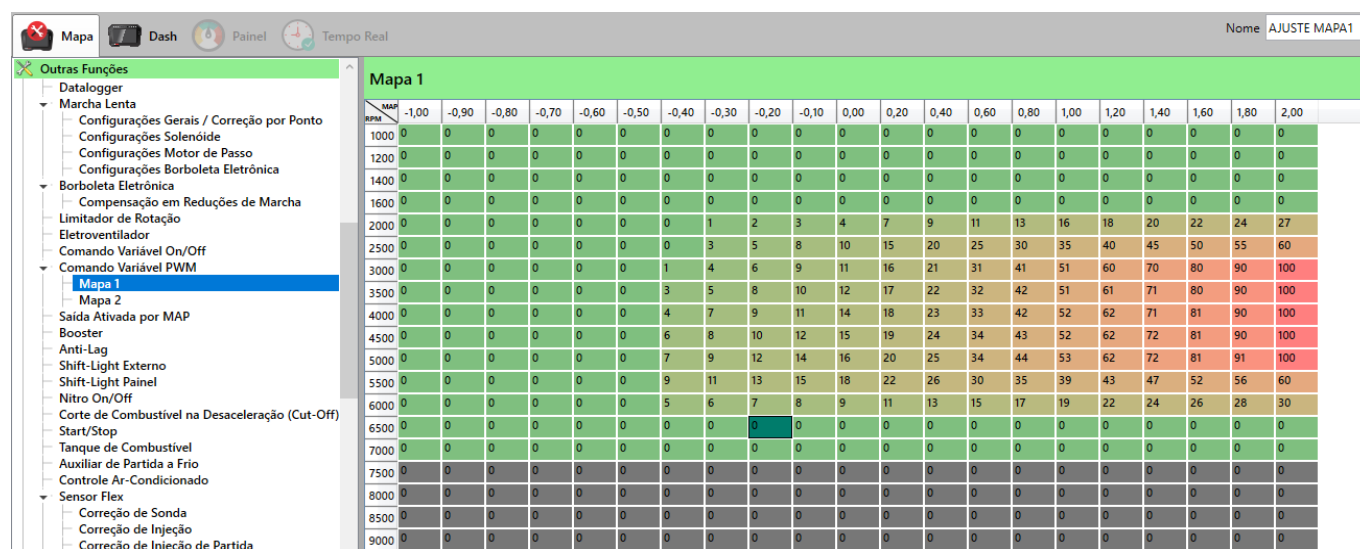 Mapa Dash Painel Tempo Real Nome AJUSTE MAPA1
Outras Funções
Datalogger
Marcha Lenta
Configurações Gerais / Correção por Ponto
Configurações Solenóide
Configurações Motor de Passo
Configurações Borboleta Eletrônica
Borboleta Eletrônica
Compensação em Reduções de Marcha
Limitador de Rotação
Eletroventilador
Comando Variável On/Off
Comando Variável PWM
Mapa 1
Mapa 2
Saída Ativada por MAP
Booster
Anti-Lag
Shift-Light Externo
Shift-Light Painel
Nitro On/Off
Corte de Combustível na Desaceleração (Cut-Off)
Start/Stop
Tanque de Combustível
Auxiliar de Partida a Frio
Controle Ar-Condicionado
Sensor Flex
Correção de Sonda
Correção de Injeção
Correção de Injeção de Partida
Mapa 1
RPM MAP -1,00 -0,90 -0,80 -0,70 -0,60 -0,50 -0,40 -0,30 -0,20 -0,10 0,00 0,20 0,40 0,60 0,80 1,00 1,20 1,40 1,60 1,80 2,00
1000 0 0 0 0 0 0 0 0 0 0 0 0 0 0 0 0 0 0 0 0 0
1200 0 0 0 0 0 0 0 0 0 0 0 0 0 0 0 0 0 0 0 0 0
1400 0 0 0 0 0 0 0 0 0 0 0 0 0 0 0 0 0 0 0 0 0
1600 0 0 0 0 0 0 0 0 0 0 0 0 0 0 0 0 0 0 0 0 0
2000 0 0 0 0 0 0 0 1 2 3 4 7 9 11 13 16 18 20 22 24 27
2500 0 0 0 0 0 0 0 3 5 8 10 15 20 25 30 35 40 45 50 55 60
3000 0 0 0 0 0 0 1 4 6 9 11 16 21 31 41 51 60 70 80 90 100
3500 0 0 0 0 0 0 3 5 8 10 12 17 22 32 42 51 61 71 80 90 100
4000 0 0 0 0 0 0 4 7 9 11 14 18 23 33 42 52 62 71 81 90 100
4500 0 0 0 0 0 0 6 8 10 12 15 19 24 34 43 52 62 72 81 90 100
5000 0 0 0 0 0 0 7 9 12 14 16 20 25 34 44 53 62 72 81 91 100
5500 0 0 0 0 0 0 9 11 13 15 18 22 26 30 35 39 43 47 52 56 60
6000 0 0 0 0 0 0 5 6 7 8 9 11 13 15 17 19 22 24 26 28 30
6500 0 0 0 0 0 0 0 0 0 0 0 0 0 0 0 0 0 0 0 0 0
7000 0 0 0 0 0 0 0 0 0 0 0 0 0 0 0 0 0 0 0 0 0
7500 0 0 0 0 0 0 0 0 0 0 0 0 0 0 0 0 0 0 0 0 0
8000 0 0 0 0 0 0 0 0 0 0 0 0 0 0 0 0 0 0 0 0 0
8500 0 0 0 0 0 0 0 0 0 0 0 0 0 0 0 0 0 0 0 0 0
9000 0 0 0 0 0 0 0 0 0 0 0 0 0 0 0 0 0 0 0 0 0